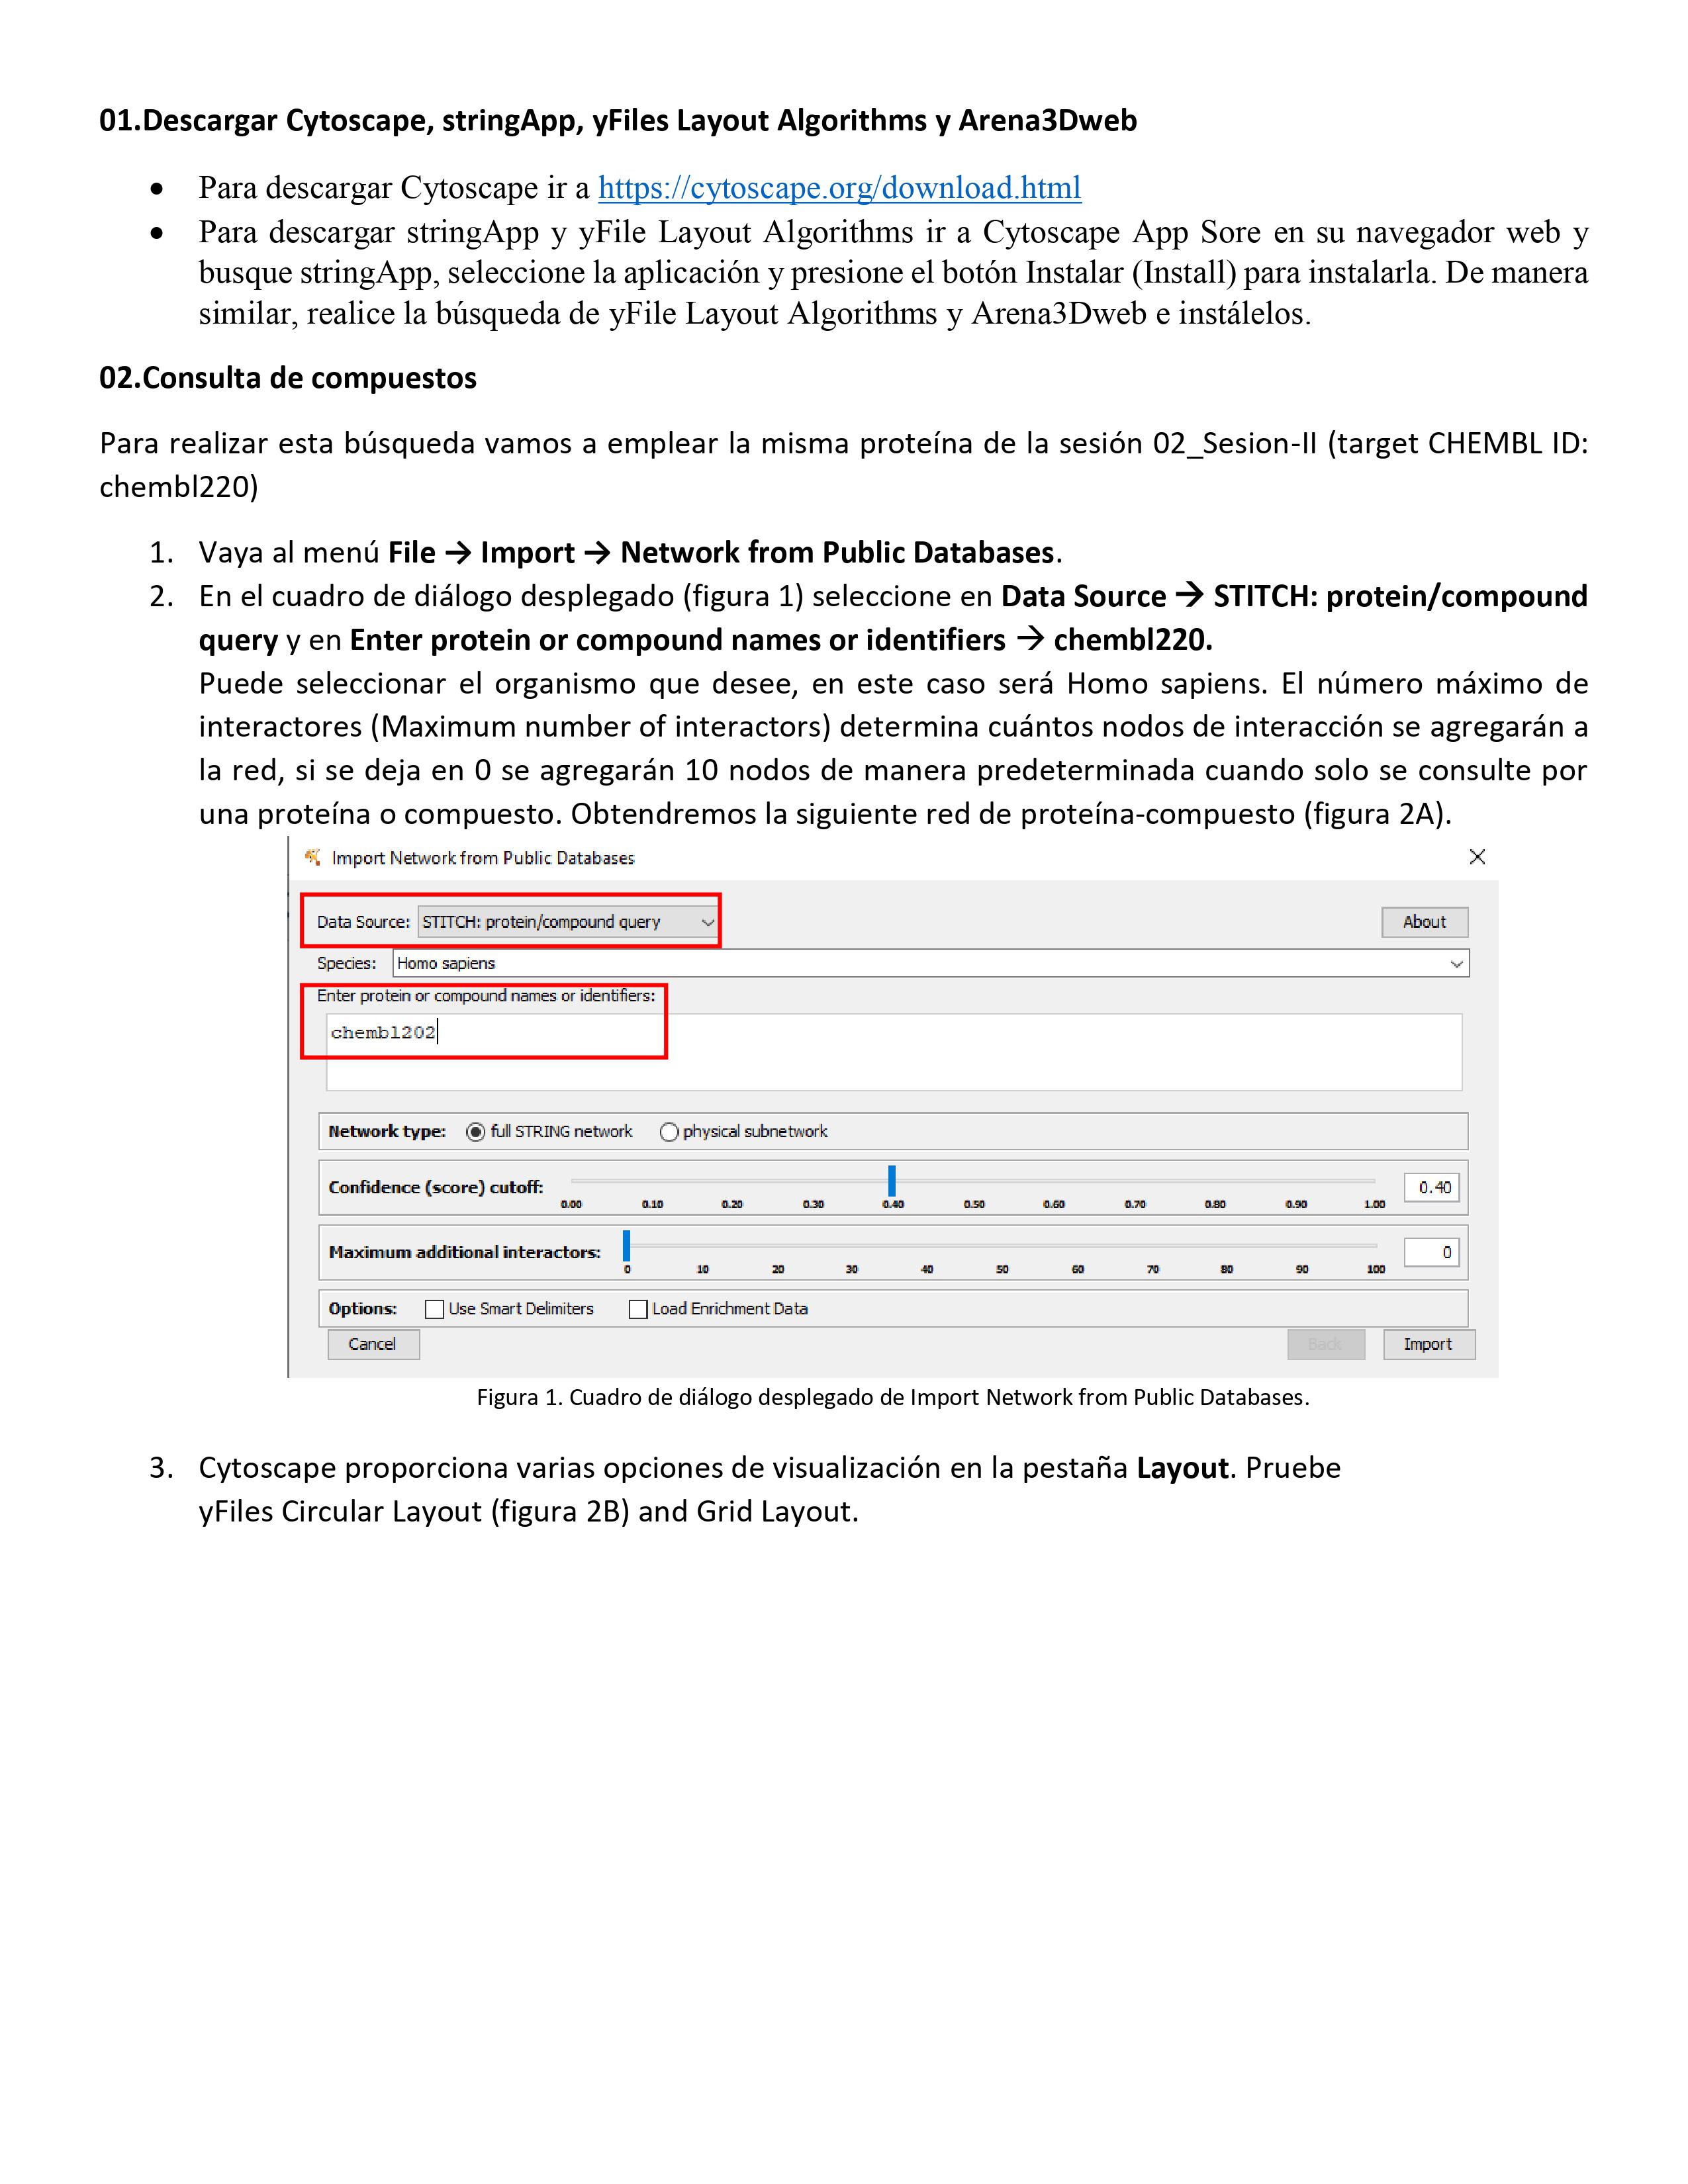 01.Descargar Cytoscape, stringApp, yFiles Layout Algorithms y Arena3Dweb
• Para descargar Cytoscape ir a https://cytoscape.org/download.html
• Para descargar stringApp y yFile Layout Algorithms ir a Cytoscape App Sore en su navegador web y
busque stringApp, seleccione la aplicación y presione el botón Instalar (Install) para instalarla. De manera
similar, realice la búsqueda de yFile Layout Algorithms y Arena3Dweb e instálelos.
02.Consulta de compuestos
Para realizar esta búsqueda vamos a emplear la misma proteína de la sesión 02_Sesion-II (target CHEMBL ID:
chembl220)
1. Vaya al menú File → Import → Network from Public Databases.
2. En el cuadro de diálogo desplegado (figura 1) seleccione en Data Source → STITCH: protein/compound
query y en Enter protein or compound names or identifiers → chembl220.
Puede seleccionar el organismo que desee, en este caso será Homo sapiens. El número máximo de
interactores (Maximum number of interactors) determina cuántos nodos de interacción se agregarán a
la red, si se deja en 0 se agregarán 10 nodos de manera predeterminada cuando solo se consulte por
una proteína o compuesto. Obtendremos la siguiente red de proteína-compuesto (figura 2A).
Import Network from Public Databases
Data Source: STITCH: protein/compound query About
Species: Homo sapiens
Enter protein or compound names or identifiers:
chembl202
Network type: full STRING network physical subnetwork
Confidence (score) cutoff: 0.40
0.00 0.10 0.20 0.30 0.40 0.50 0.60 0.70 0.80 0.90 1.00
Maximum additional interactors: 0
0 10 20 30 40 50 60 70 80 90 100
Options: Use Smart Delimiters Load Enrichment Data
Cancel Back Import
Figura 1. Cuadro de diálogo desplegado de Import Network from Public Databases.
3. Cytoscape proporciona varias opciones de visualización en la pestaña Layout. Pruebe
yFiles Circular Layout (figura 2B) and Grid Layout.